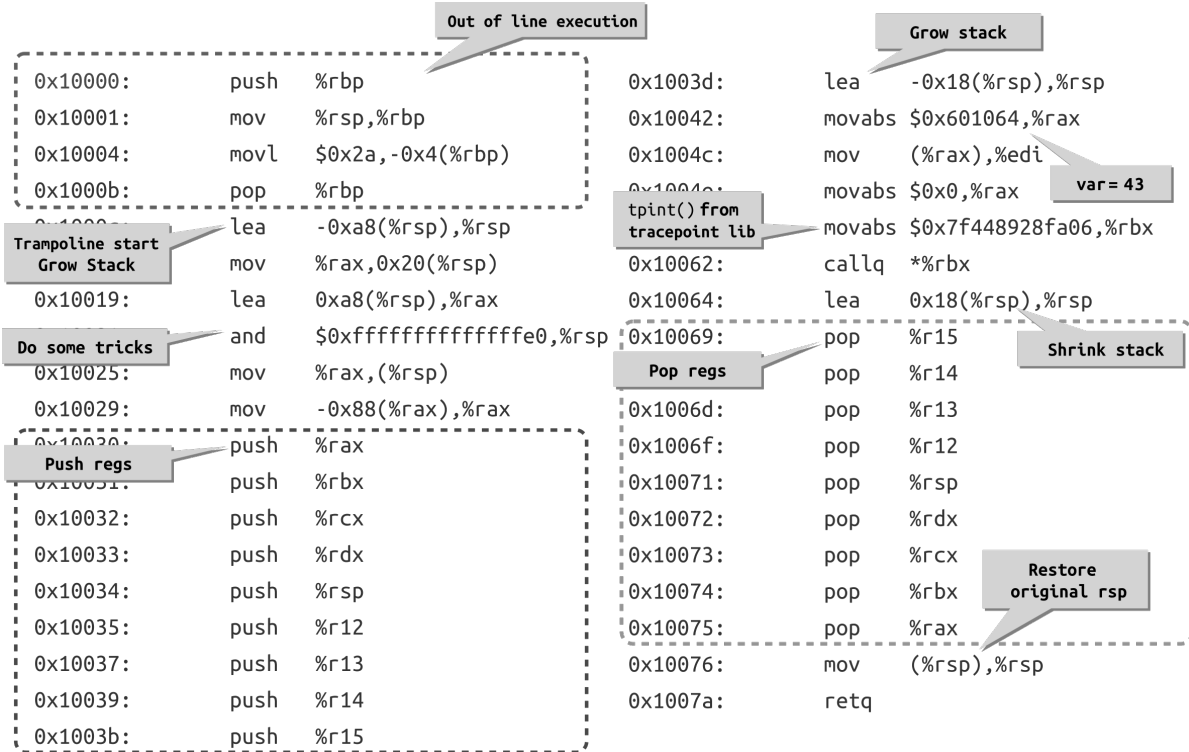 Out of line execution
0x10000: push %rbp
0x10001: mov %rsp,%rbp
0x10004: movl $0x2a,-0x4(%rbp)
0x1000b: pop %rbp
Trampoline start
Grow Stack
lea -0xa8(%rsp),%rsp
mov %rax,0x20(%rsp)
0x10019: lea 0xa8(%rsp),%rax
Do some tricks
and $0xffffffffffffffe0,%rsp
0x10025: mov %rax,(%rsp)
0x10029: mov -0x88(%rax),%rax
Push regs
0x10030: push %rax
0x10031: push %rbx
0x10032: push %rcx
0x10033: push %rdx
0x10034: push %rsp
0x10035: push %r12
0x10037: push %r13
0x10039: push %r14
0x1003b: push %r15
Grow stack
0x1003d: lea -0x18(%rsp),%rsp
0x10042: movabs $0x601064,%rax
0x1004c: mov (%rax),%edi
var = 43
0x1004e: movabs $0x0,%rax
tpint() from
tracepoint lib
movabs $0x7f448928fa06,%rbx
0x10062: callq *%rbx
0x10064: lea 0x18(%rsp),%rsp
Shrink stack
0x10069: pop %r15
Pop regs
pop %r14
0x1006d: pop %r13
0x1006f: pop %r12
0x10071: pop %rsp
0x10072: pop %rdx
0x10073: pop %rcx
0x10074: pop %rbx
0x10075: pop %rax
Restore
original rsp
0x10076: mov (%rsp),%rsp
0x1007a: retq